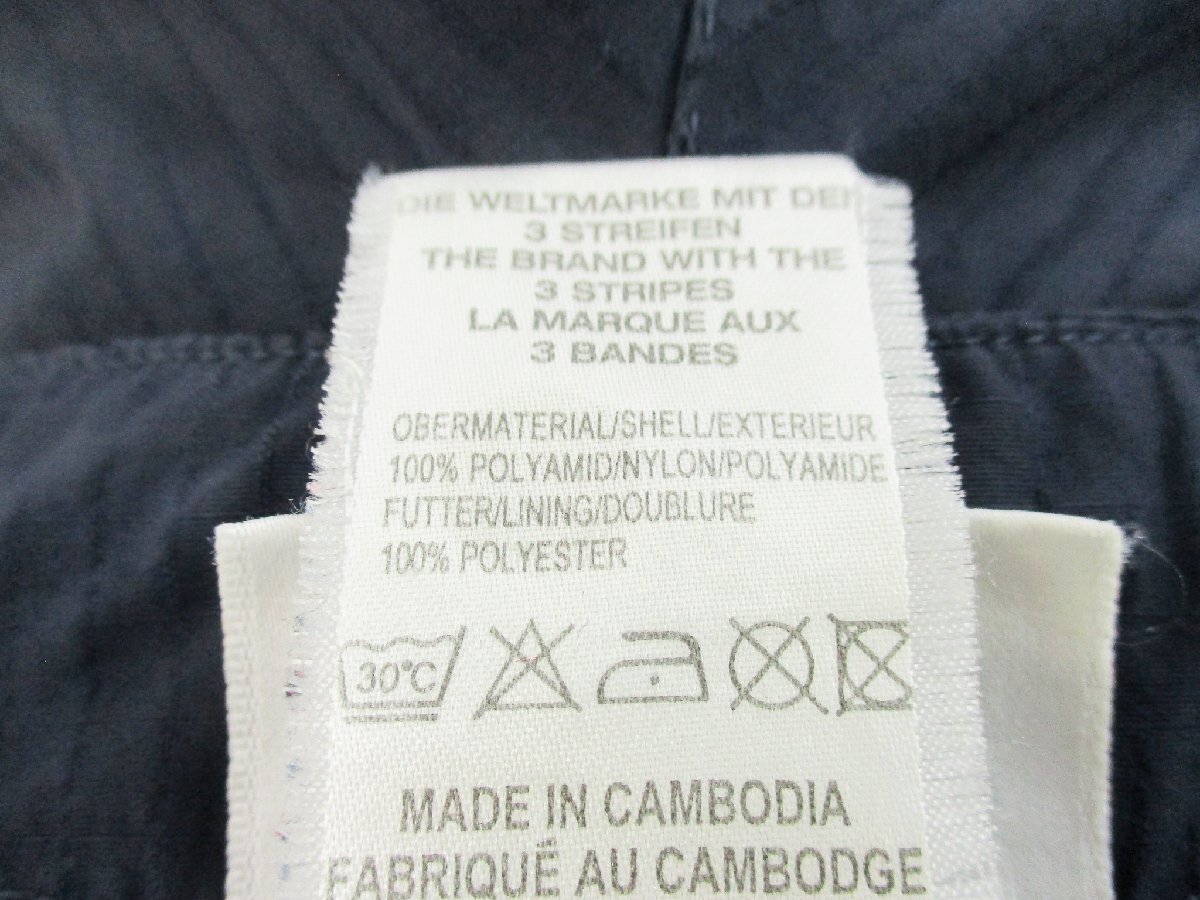 DIE WELTMARKE MIT DEN
3 STREIFEN
THE BRAND WITH THE
3 STRIPES
LA MARQUE AUX
3 BANDES
OBERMATERIAL/SHELL/EXTERIEUR
100% POLYAMID/NYLON/POLYAMIDE
FUTTER/LINING/DOUBLURE
100% POLYESTER
30°C
MADE IN CAMBODIA
FABRIQUÉ AU CAMBODGE